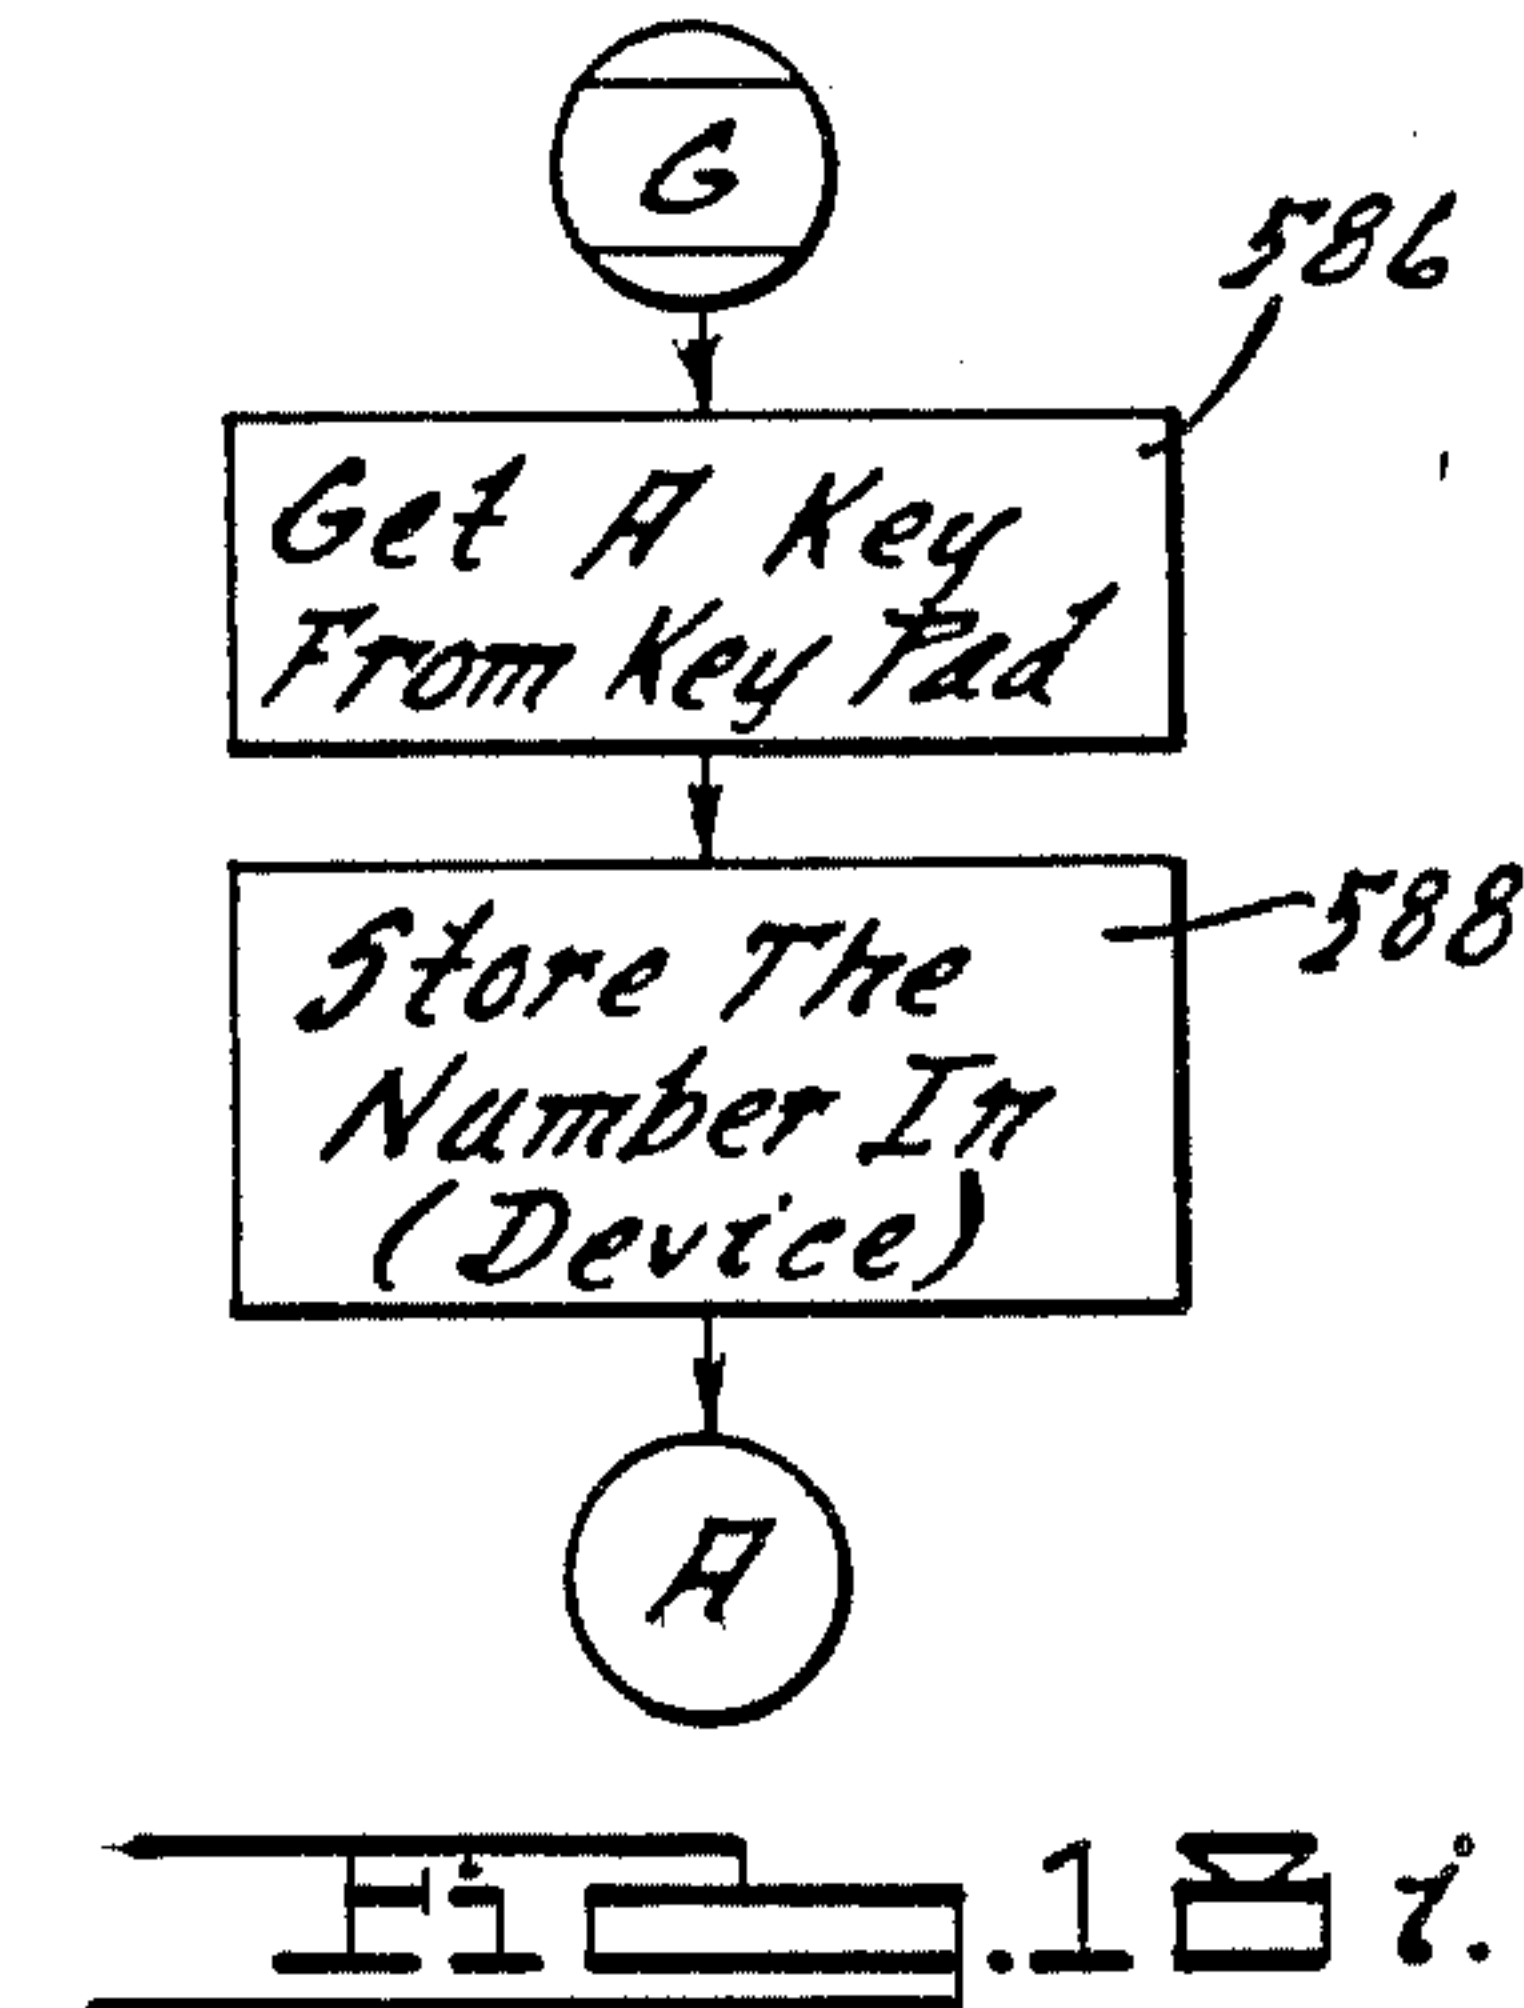 G
586
Get A Key
From Key Pad
588
Store The
Number In
(Device)
A
Fig.18i.